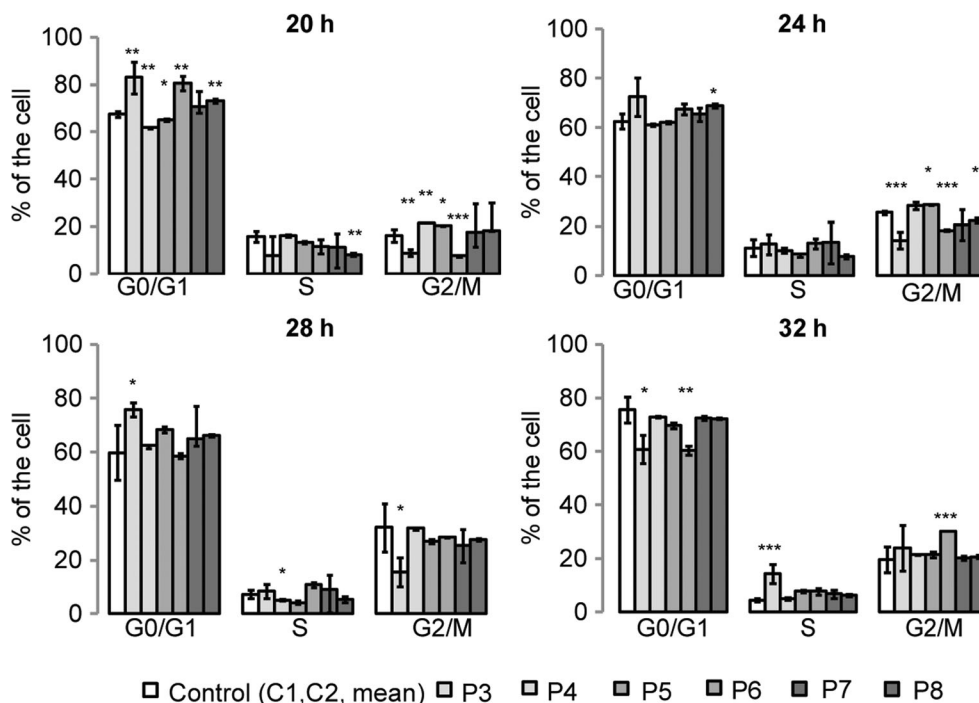 20 h
% of the cell
100
80
60
40
20
0
** ** * ** **
**
** ** * ***
G0/G1 S G2/M
24 h
% of the cell
100
80
60
40
20
0
*
*** * *** *
G0/G1 S G2/M
28 h
% of the cell
100
80
60
40
20
0
*
*
*
G0/G1 S G2/M
32 h
% of the cell
100
80
60
40
20
0
* **
***
***
G0/G1 S G2/M
Control (C1,C2, mean) P3 P4 P5 P6 P7 P8